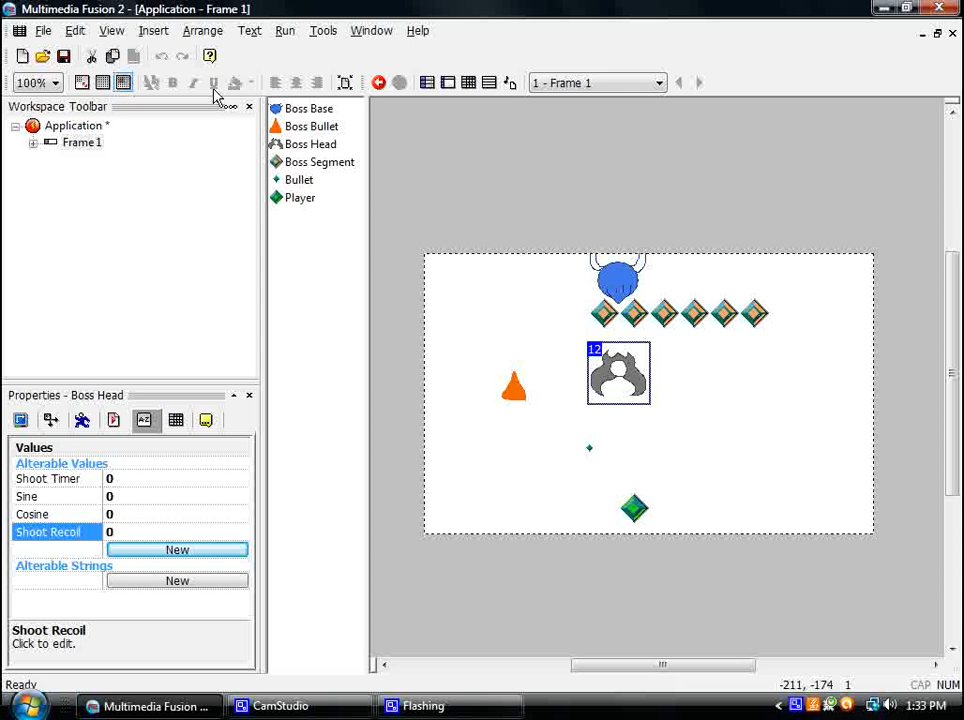 Multimedia Fusion 2 - [Application - Frame 1]
File Edit View Insert Arrange Text Run Tools Window Help
100% 1 - Frame 1
Workspace Toolbar
Application *
Frame 1
Boss Base
Boss Bullet
Boss Head
Boss Segment
Bullet
Player
12
Properties - Boss Head
Values
Alterable Values
Shoot Timer 0
Sine 0
Cosine 0
Shoot Recoil 0
New
Alterable Strings
New
Shoot Recoil
Click to edit.
Ready -211, -174 1 CAP NUM
Multimedia Fusion 2 ... CamStudio Flashing 1:33 PM